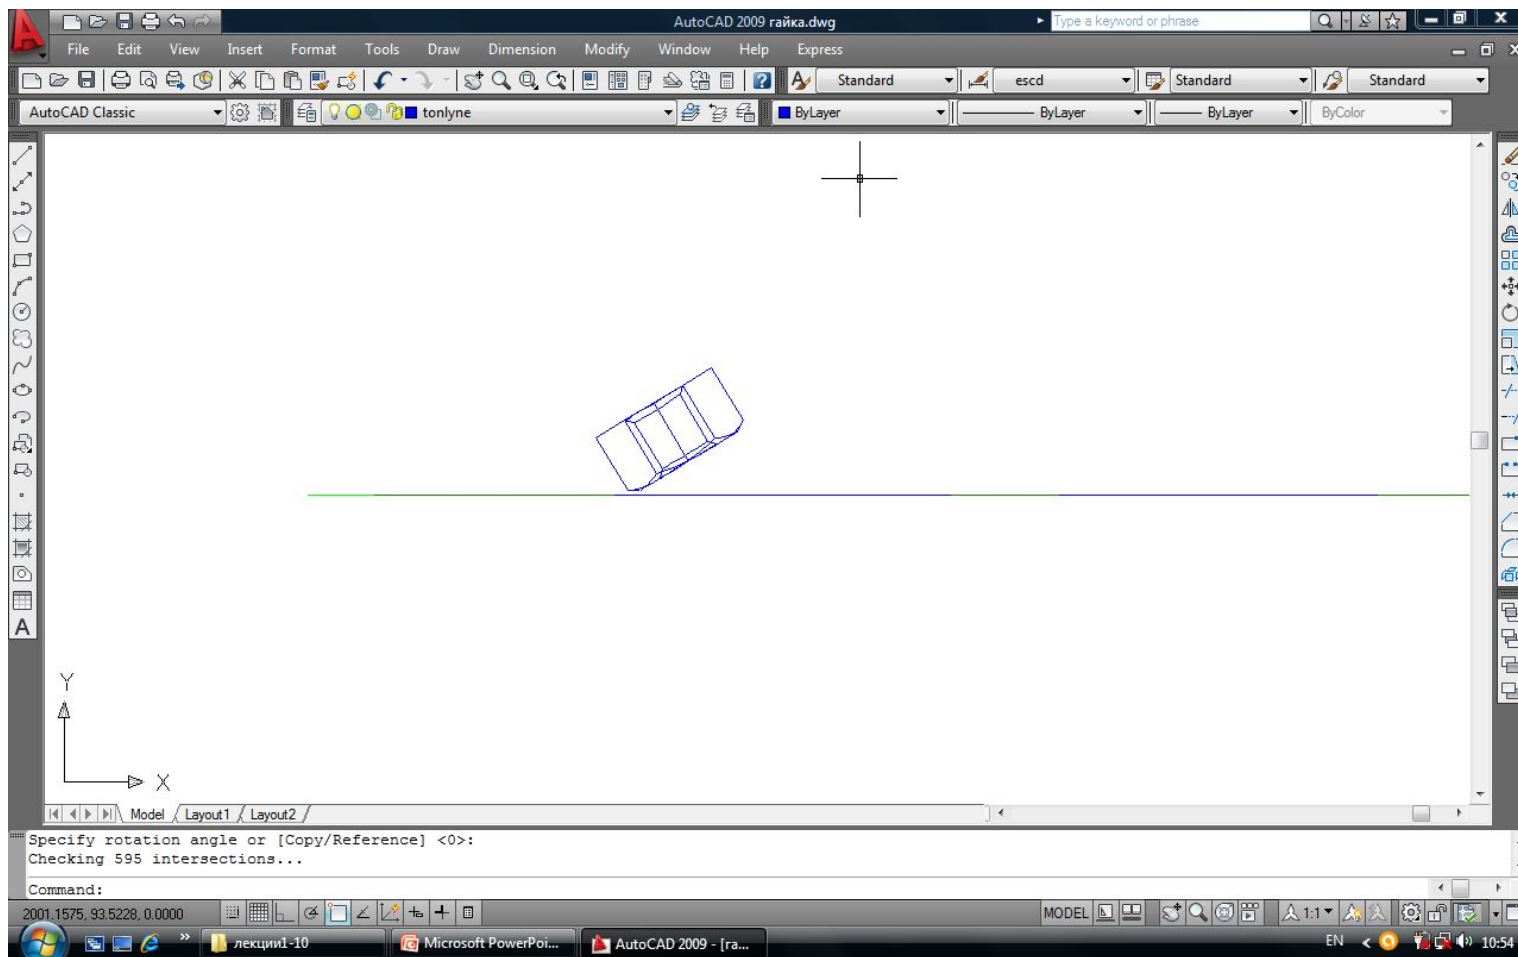 AutoCAD 2009 гайка.dwg
Type a keyword or phrase
File Edit View Insert Format Tools Draw Dimension Modify Window Help Express
Standard escd Standard Standard
AutoCAD Classic tonlyne ByLayer ByLayer ByLayer ByColor
A
Y
X
Model Layout1 Layout2
Specify rotation angle or [Copy/Reference] <0>:
Checking 595 intersections...
Command:
2001.1575, 93.5228, 0.0000 MODEL 1:1
лекции1-10 Microsoft PowerPoi... AutoCAD 2009 - [га... EN 10:54